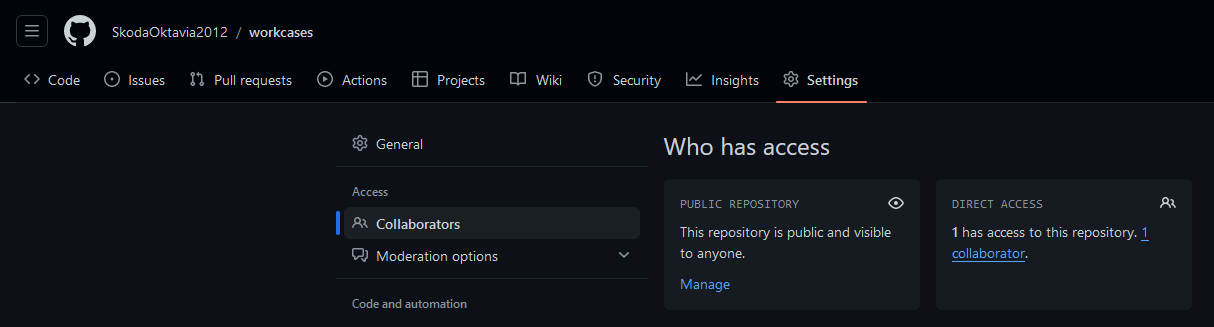 SkodaOktavia2012 / workcases
Code Issues Pull requests Actions Projects Wiki Security Insights Settings
General
Access
Collaborators
Moderation options
Code and automation
Who has access
PUBLIC REPOSITORY
This repository is public and visible
to anyone.
Manage
DIRECT ACCESS
1 has access to this repository. 1
collaborator.